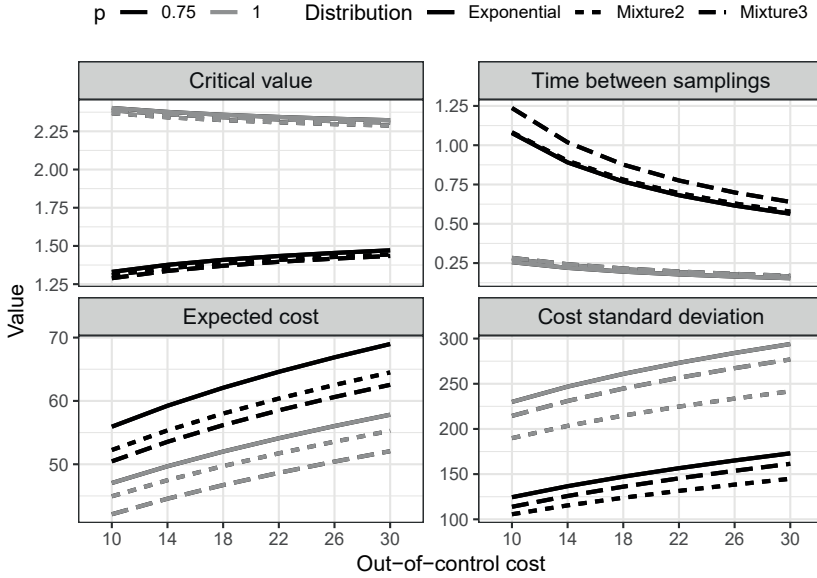 p 0.75 1 Distribution Exponential Mixture2 Mixture3
Critical value
Time between samplings
2.25
2.00
1.75
1.50
1.25
1.25
1.00
0.75
0.50
0.25
Expected cost
Cost standard deviation
70
60
50
300
250
200
150
100
Value
10 14 18 22 26 30
10 14 18 22 26 30
Out−of−control cost